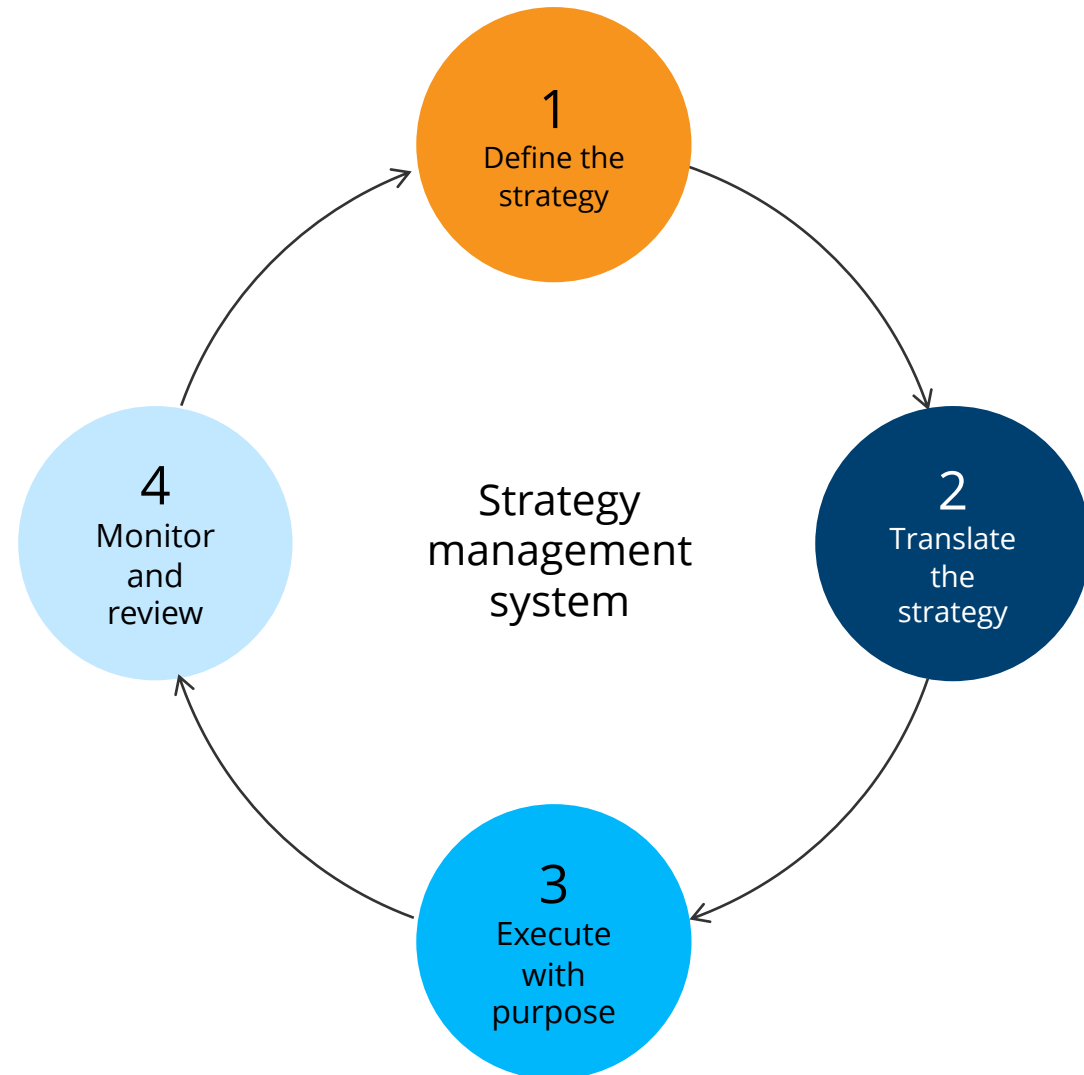 1
Define the
strategy
2
Translate
the
strategy
3
Execute
with
purpose
4
Monitor
and
review
Strategy
management
system